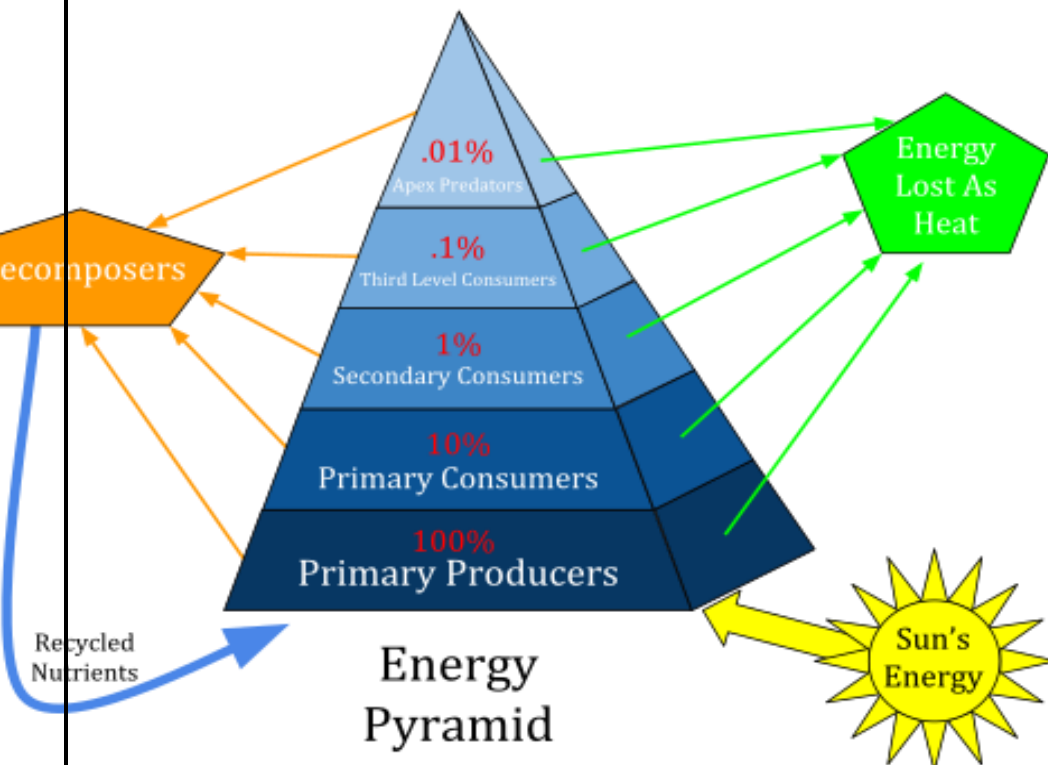 .01%
Apex Predators
Energy
Lost As
Heat
.1%
Third Level Consumers
ecomposers
1%
Secondary Consumers
10%
Primary Consumers
100%
Primary Producers
Recycled
Nutrients
Sun's
Energy
Energy
Pyramid